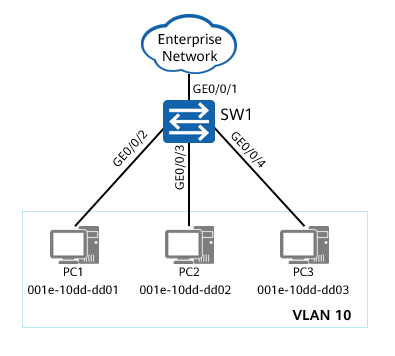 Enterprise
Network
GE0/0/1
SW1
GE0/0/2
GE0/0/3
GE0/0/4
PC1
PC2
PC3
001e-10dd-dd01
001e-10dd-dd02
001e-10dd-dd03
VLAN 10